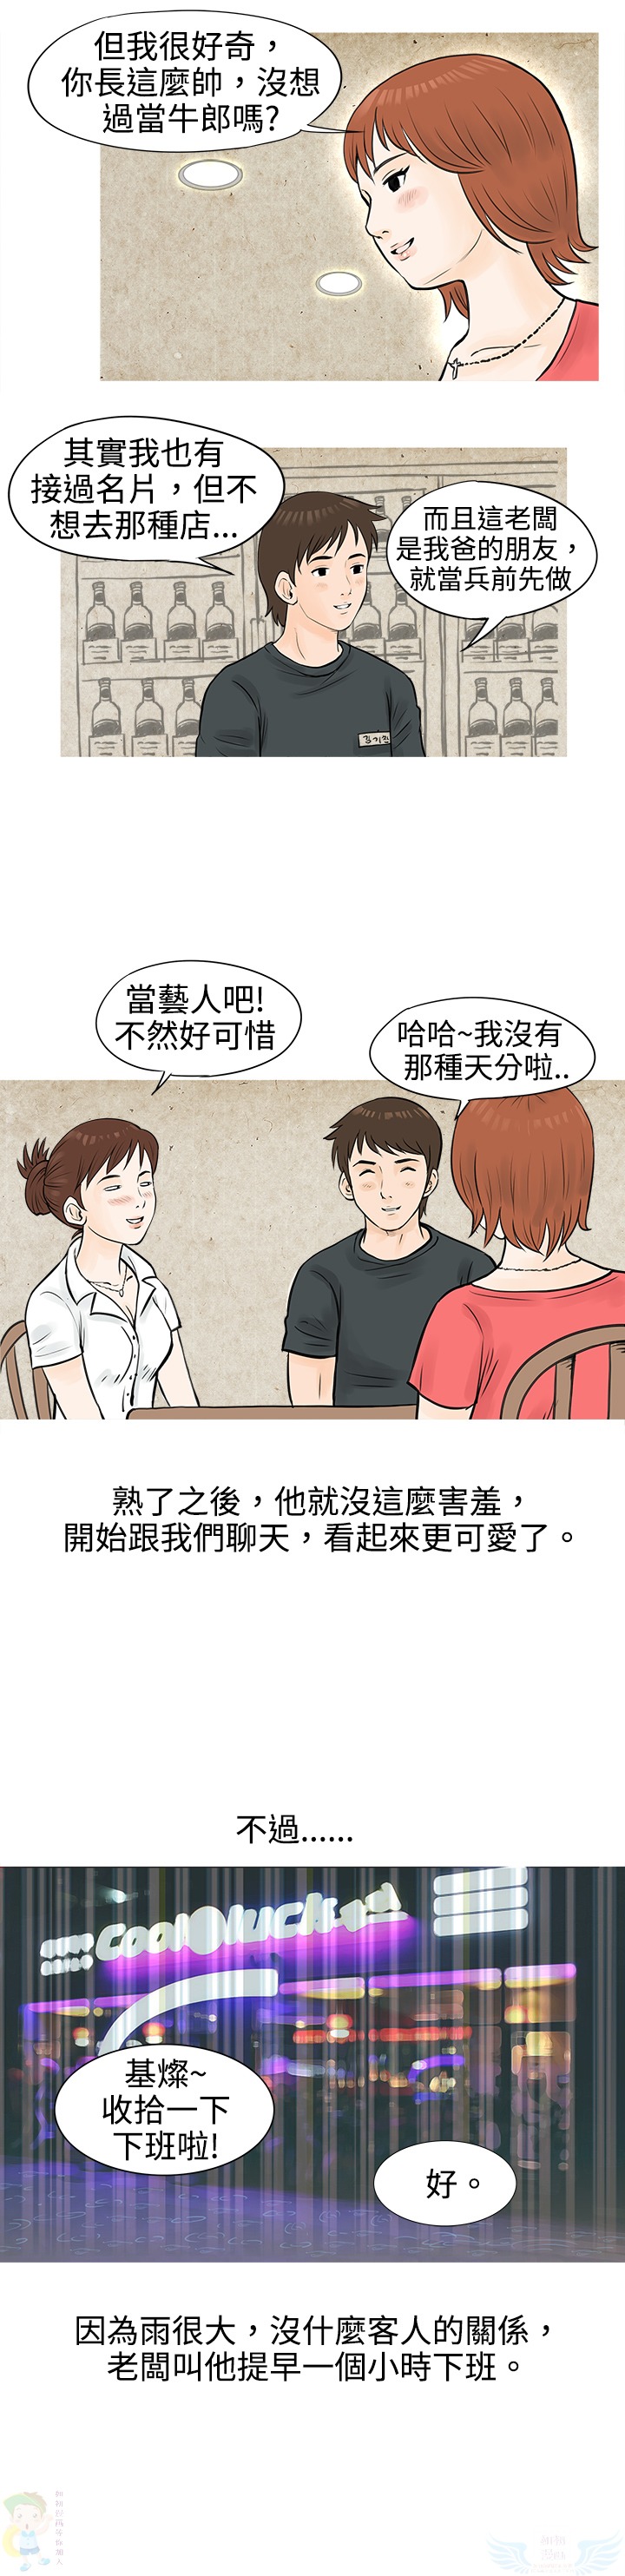 但我很好奇，
你長這麼帥，沒想
過當牛郎嗎?
其實我也有
接過名片，但不
想去那種店...
而且這老闆
是我爸的朋友，
就當兵前先做
當藝人吧!
不然好可惜
哈哈~我沒有
那種天分啦..
熟了之後，他就沒這麼害羞，
開始跟我們聊天，看起來更可愛了。
不過......
基燦~
收拾一下
下班啦!
好。
因為雨很大，沒什麼客人的關係，
老闆叫他提早一個小時下班。